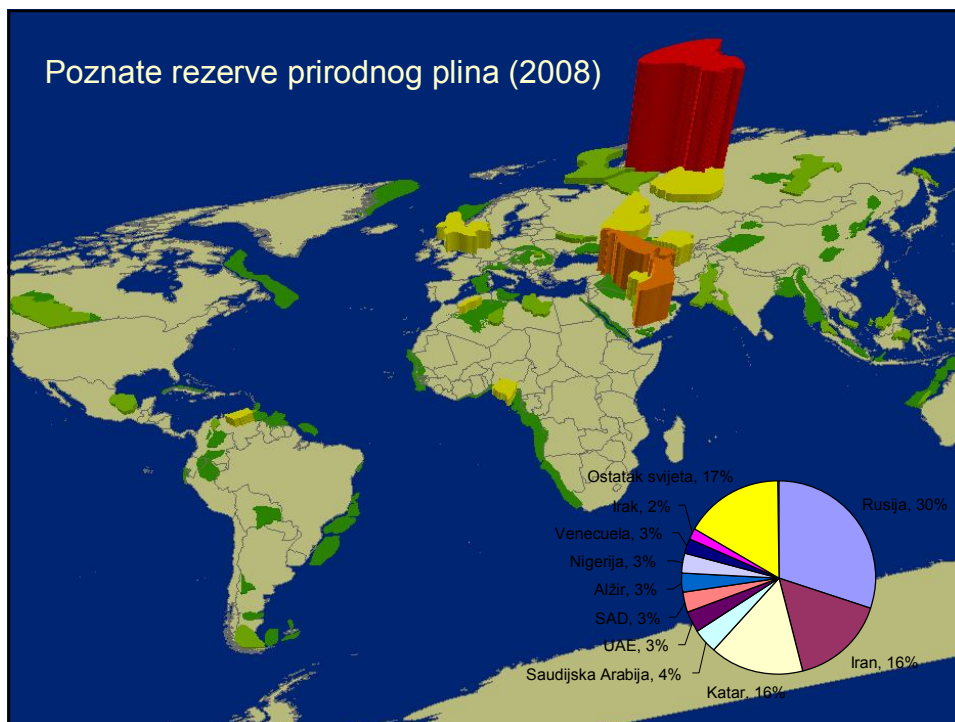 Poznate rezerve prirodnog plina (2008)
Ostatak svijeta, 17%
Rusija, 30%
Irak, 2%
Venecuela, 3%
Nigerija, 3%
Alžir, 3%
SAD, 3%
UAE, 3%
Iran, 16%
Saudijska Arabija, 4%
Katar, 16%